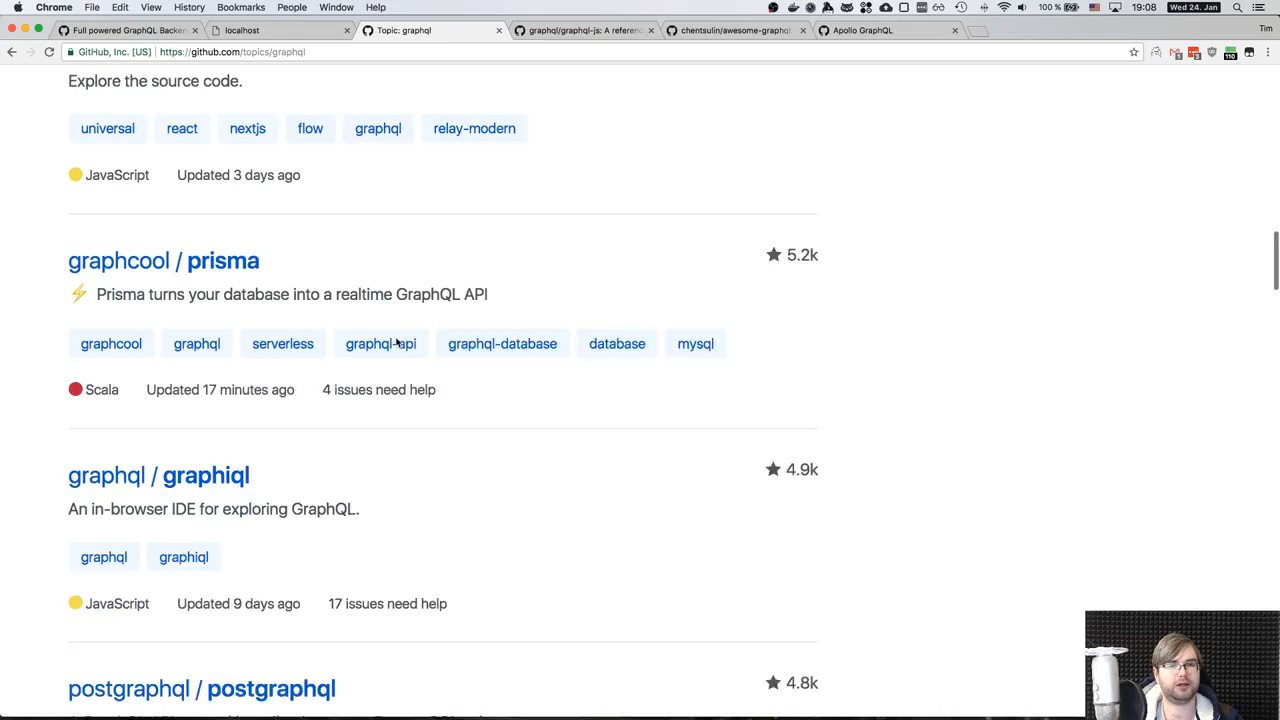 Chrome File Edit View History Bookmarks People Window Help 100 % 19:08 Wed 24. Jan
Full powered GraphQL Backen localhost Topic: graphql graphql/graphql-js: A referenc chentsulin/awesome-graphql Apollo GraphQL Tim
GitHub, Inc. [US] https://github.com/topics/graphql 1 3 110
Explore the source code.
universal react nextjs flow graphql relay-modern
JavaScript Updated 3 days ago
graphcool / prisma 5.2k
Prisma turns your database into a realtime GraphQL API
graphcool graphql serverless graphql-api graphql-database database mysql
Scala Updated 17 minutes ago 4 issues need help
graphql / graphiql 4.9k
An in-browser IDE for exploring GraphQL.
graphql graphiql
JavaScript Updated 9 days ago 17 issues need help
postgraphql / postgraphql 4.8k